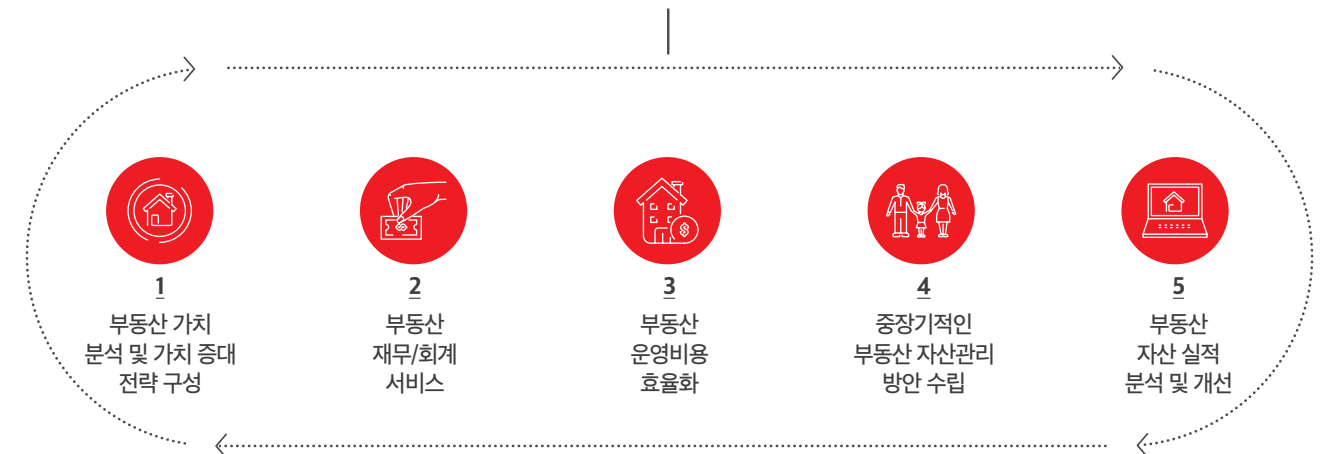 1
부동산 가치
분석 및 가치 증대
전략 구성
2
부동산
재무/회계
서비스
3
부동산
운영비용
효율화
$
4
중장기적인
부동산 자산관리
방안 수립
5
부동산
자산 실적
분석 및 개선